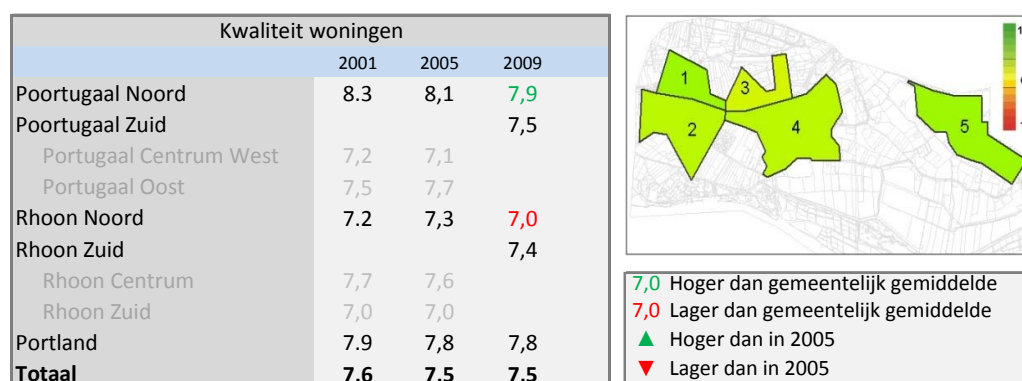 Kwaliteit woningen
2001 2005 2009
Poortugaal Noord 8.3 8,1 7,9
Poortugaal Zuid 7,5
Portugaal Centrum West 7,2 7,1
Portugaal Oost 7,5 7,7
Rhoon Noord 7.2 7,3 7,0
Rhoon Zuid 7,4
Rhoon Centrum 7,7 7,6
Rhoon Zuid 7,0 7,0
Portland 7.9 7,8 7,8
Totaal 7.6 7.5 7.5
1
3
2
4
5
7,0 Hoger dan gemeentelijk gemiddelde
7,0 Lager dan gemeentelijk gemiddelde
▲ Hoger dan in 2005
▼ Lager dan in 2005